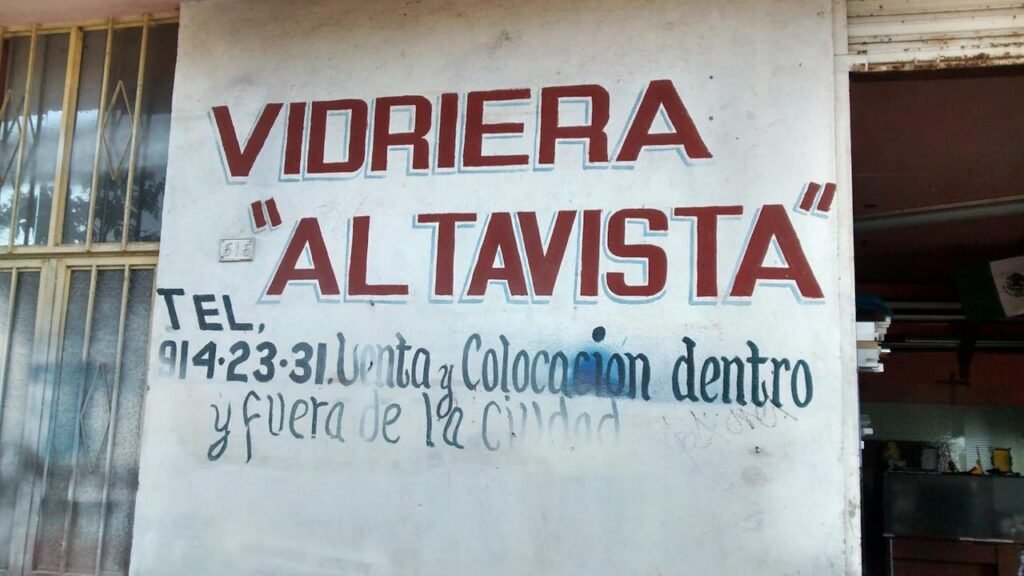 VIDRIERA
"ALTAVISTA"
TEL,
914·23·31. Venta y Colocación dentro
y fuera de la ciudad